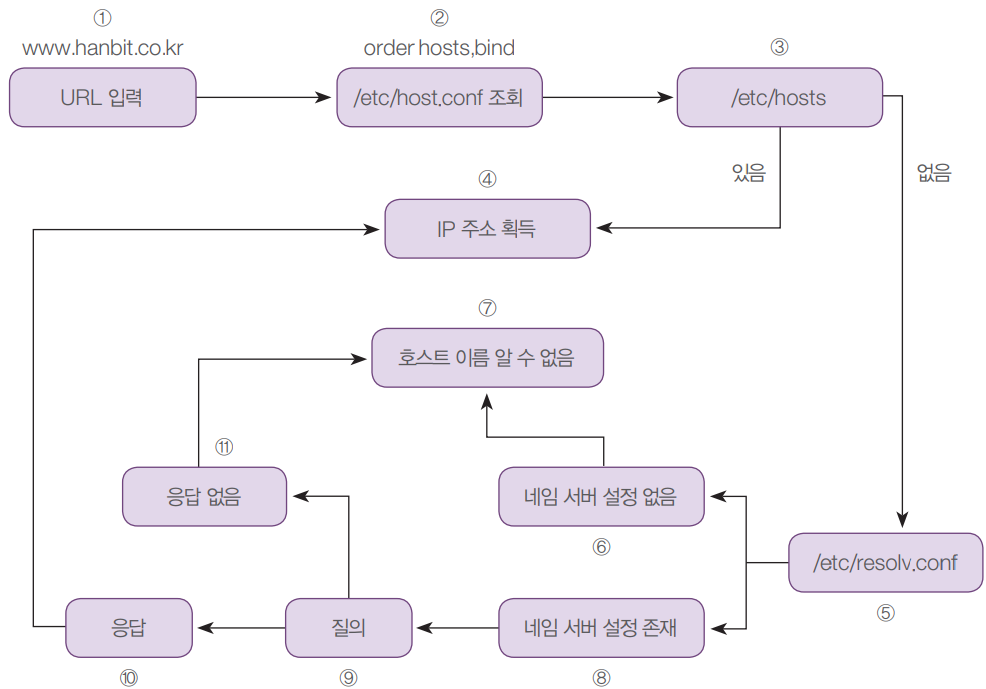 ①
www.hanbit.co.kr
URL 입력
②
order hosts,bind
/etc/host.conf 조회
③
/etc/hosts
있음
없음
④
IP 주소 획득
⑦
호스트 이름 알 수 없음
⑪
응답 없음
네임 서버 설정 없음
⑥
/etc/resolv.conf
⑤
응답
⑩
질의
⑨
네임 서버 설정 존재
⑧